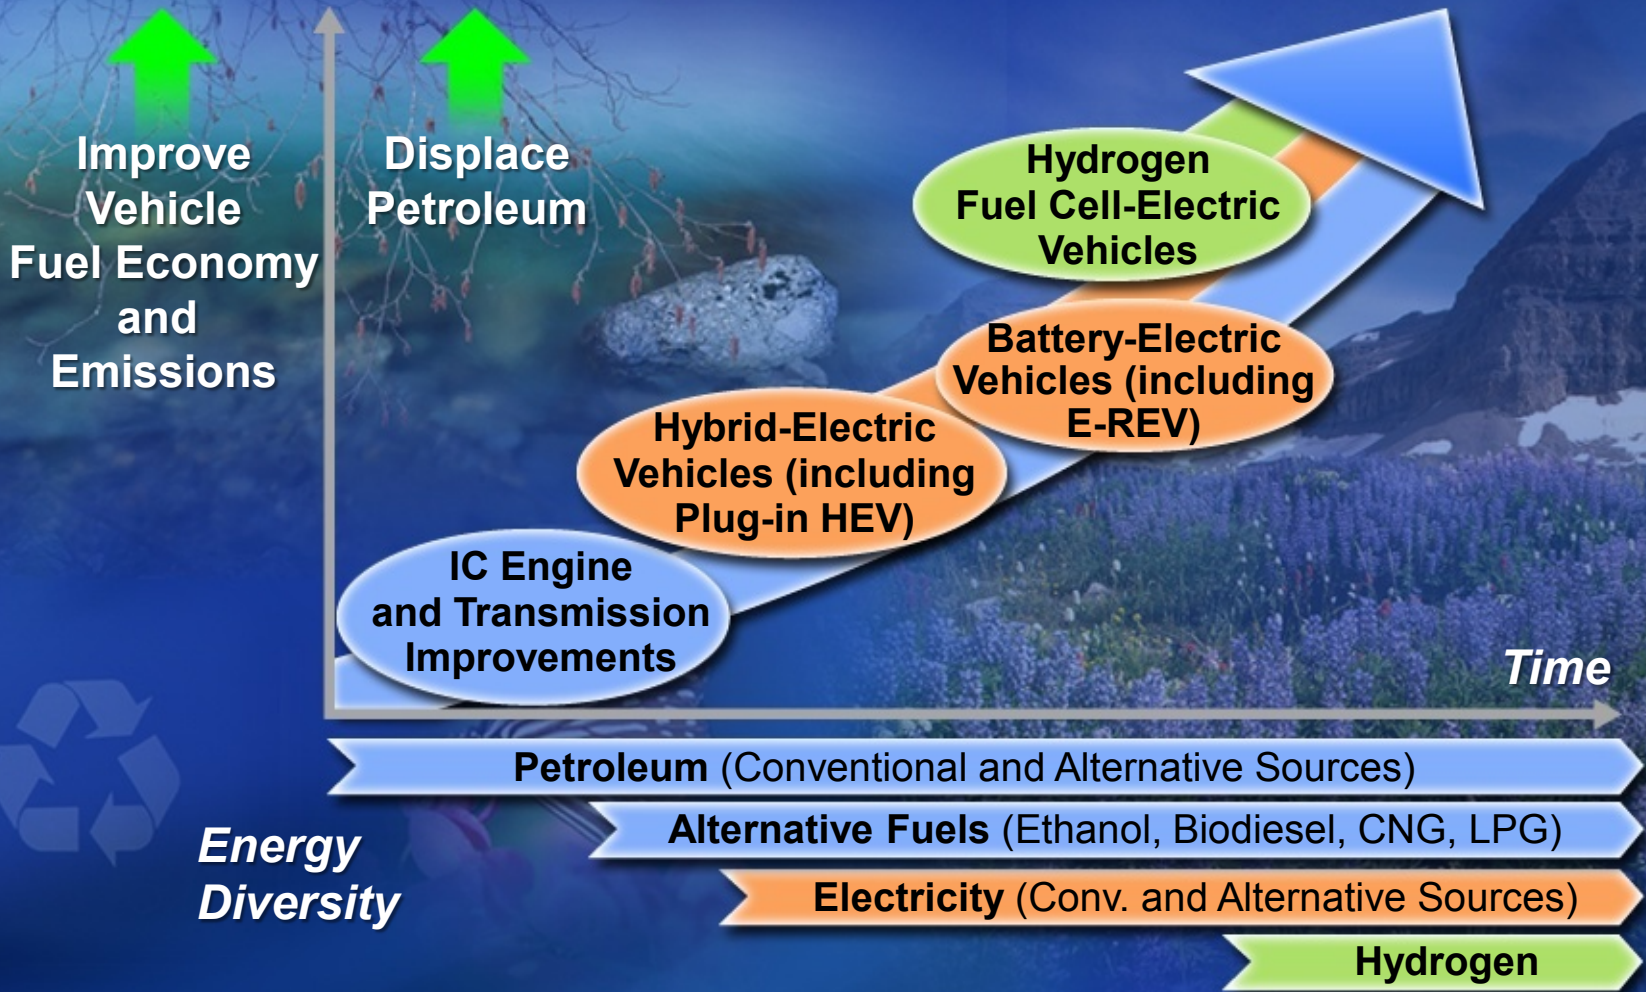 Improve
Vehicle
Fuel Economy
and
Emissions
Displace
Petroleum
Hydrogen
Fuel Cell-Electric
Vehicles
Battery-Electric
Vehicles (including
E-REV)
Hybrid-Electric
Vehicles (including
Plug-in HEV)
IC Engine
and Transmission
Improvements
Time
Petroleum (Conventional and Alternative Sources)
Alternative Fuels (Ethanol, Biodiesel, CNG, LPG)
Energy
Diversity
Electricity (Conv. and Alternative Sources)
Hydrogen